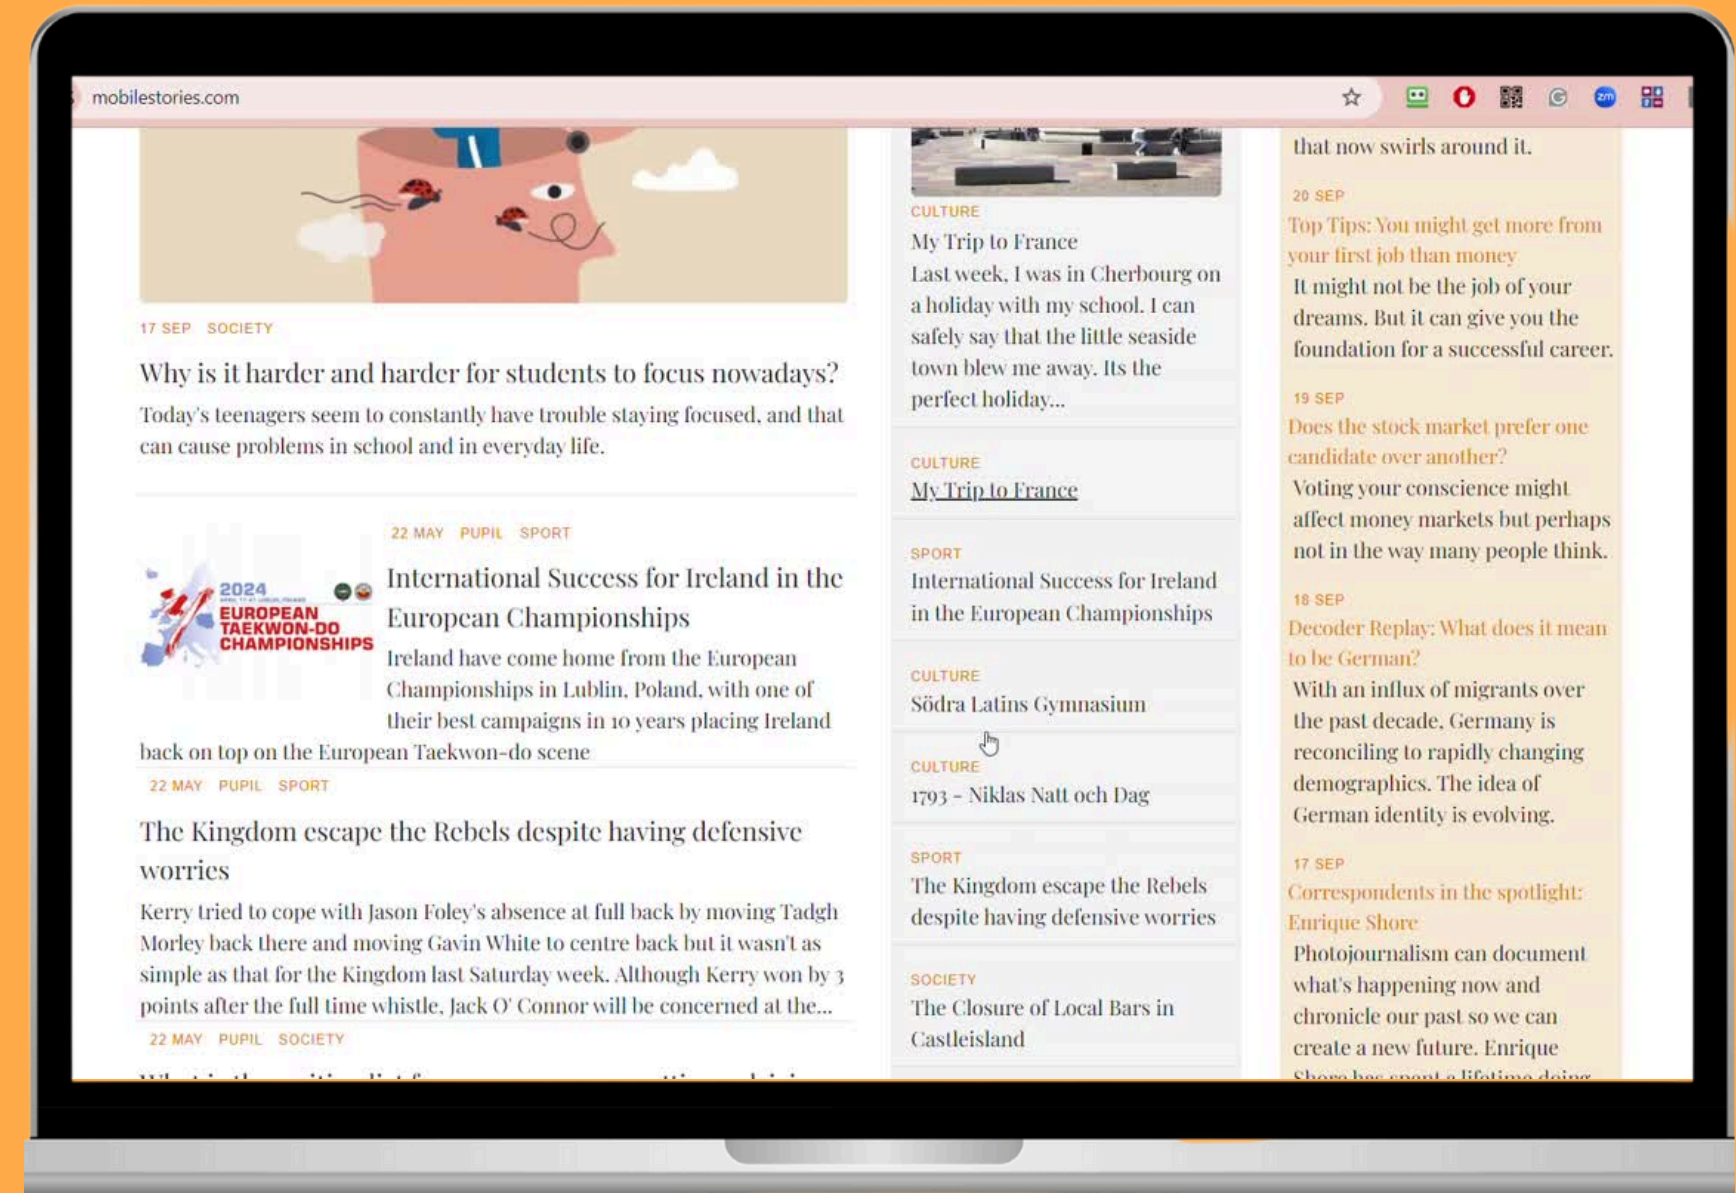 mobilestories.com
17 SEP SOCIETY
Why is it harder and harder for students to focus nowadays?
Today's teenagers seem to constantly have trouble staying focused, and that
can cause problems in school and in everyday life.
2024
EUROPEAN
TAEKWON-DO
CHAMPIONSHIPS
22 MAY PUPIL SPORT
International Success for Ireland in the
European Championships
Ireland have come home from the European
Championships in Lublin, Poland, with one of
their best campaigns in 10 years placing Ireland
back on top on the European Taekwon-do scene
22 MAY PUPIL SPORT
The Kingdom escape the Rebels despite having defensive
worries
Kerry tried to cope with Jason Foley's absence at full back by moving Tadgh
Morley back there and moving Gavin White to centre back but it wasn't as
simple as that for the Kingdom last Saturday week. Although Kerry won by 3
points after the full time whistle, Jack O' Connor will be concerned at the...
22 MAY PUPIL SOCIETY
CULTURE
My Trip to France
Last week, I was in Cherbourg on
a holiday with my school. I can
safely say that the little seaside
town blew me away. Its the
perfect holiday...
CULTURE
My Trip to France
SPORT
International Success for Ireland
in the European Championships
CULTURE
Södra Latins Gymnasium
CULTURE
1793 - Niklas Natt och Dag
SPORT
The Kingdom escape the Rebels
despite having defensive worries
SOCIETY
The Closure of Local Bars in
Castleisland
that now swirls around it.
20 SEP
Top Tips: You might get more from
your first job than money
It might not be the job of your
dreams. But it can give you the
foundation for a successful career.
19 SEP
Does the stock market prefer one
candidate over another?
Voting your conscience might
affect money markets but perhaps
not in the way many people think.
18 SEP
Decoder Replay: What does it mean
to be German?
With an influx of migrants over
the past decade, Germany is
reconciling to rapidly changing
demographics. The idea of
German identity is evolving.
17 SEP
Correspondents in the spotlight:
Enrique Shore
Photojournalism can document
what's happening now and
chronicle our past so we can
create a new future. Enrique
Shore has spent a lifetime doing
zm